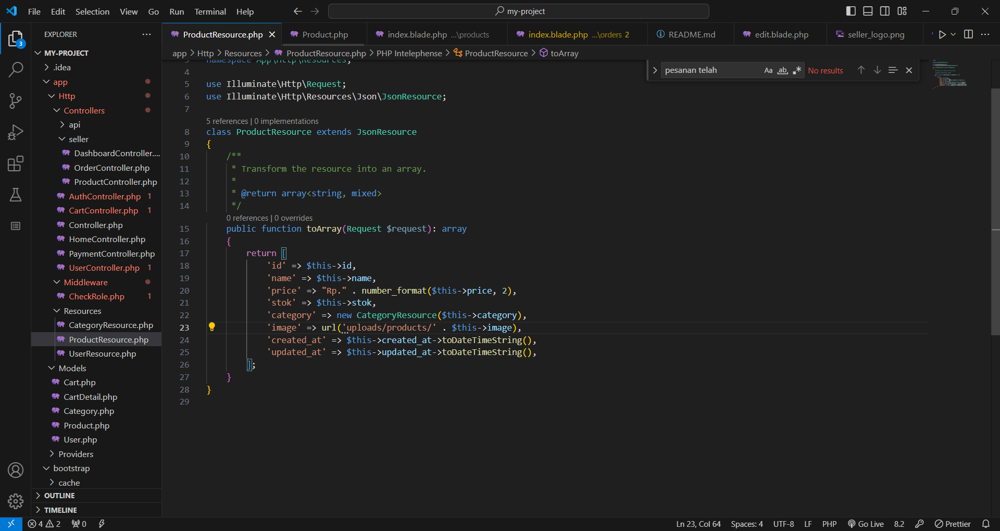 File Edit Selection View Go Run Terminal Help
my-project
EXPLORER
ProductResource.php
Product.php
index.blade.php ...\products
index.blade.php ...\orders 2
README.md
edit.blade.php
seller_logo.png
app > Http > Resources > ProductResource.php > PHP Intelephense > ProductResource > toArray
pesanan telah
Aa
ab
No results
3
MY-PROJECT
.idea
app
Http
Controllers
api
seller
DashboardController....
OrderController.php
ProductController.php
AuthController.php 1
CartController.php 1
Controller.php
HomeController.php
PaymentController.php
UserController.php 1
Middleware
CheckRole.php 1
Resources
CategoryResource.php
ProductResource.php
UserResource.php
Models
Cart.php
CartDetail.php
Category.php
Product.php
User.php
Providers
bootstrap
cache
OUTLINE
TIMELINE
3 namespace App\Http\Resources;
4
5 use Illuminate\Http\Request;
6 use Illuminate\Http\Resources\Json\JsonResource;
7
5 references | 0 implementations
8 class ProductResource extends JsonResource
9 {
10 /**
11 * Transform the resource into an array.
12 *
13 * @return array<string, mixed>
14 */
0 references | 0 overrides
15 public function toArray(Request $request): array
16 {
17 return [
18 'id' => $this->id,
19 'name' => $this->name,
20 'price' => "Rp." . number_format($this->price, 2),
21 'stok' => $this->stok,
22 'category' => new CategoryResource($this->category),
23 'image' => url('uploads/products/' . $this->image),
24 'created_at' => $this->created_at->toDateTimeString(),
25 'updated_at' => $this->updated_at->toDateTimeString(),
26 ];
27 }
28 }
29
4 2 0
Ln 23, Col 64 Spaces: 4 UTF-8 LF PHP Go Live 8.2 Prettier